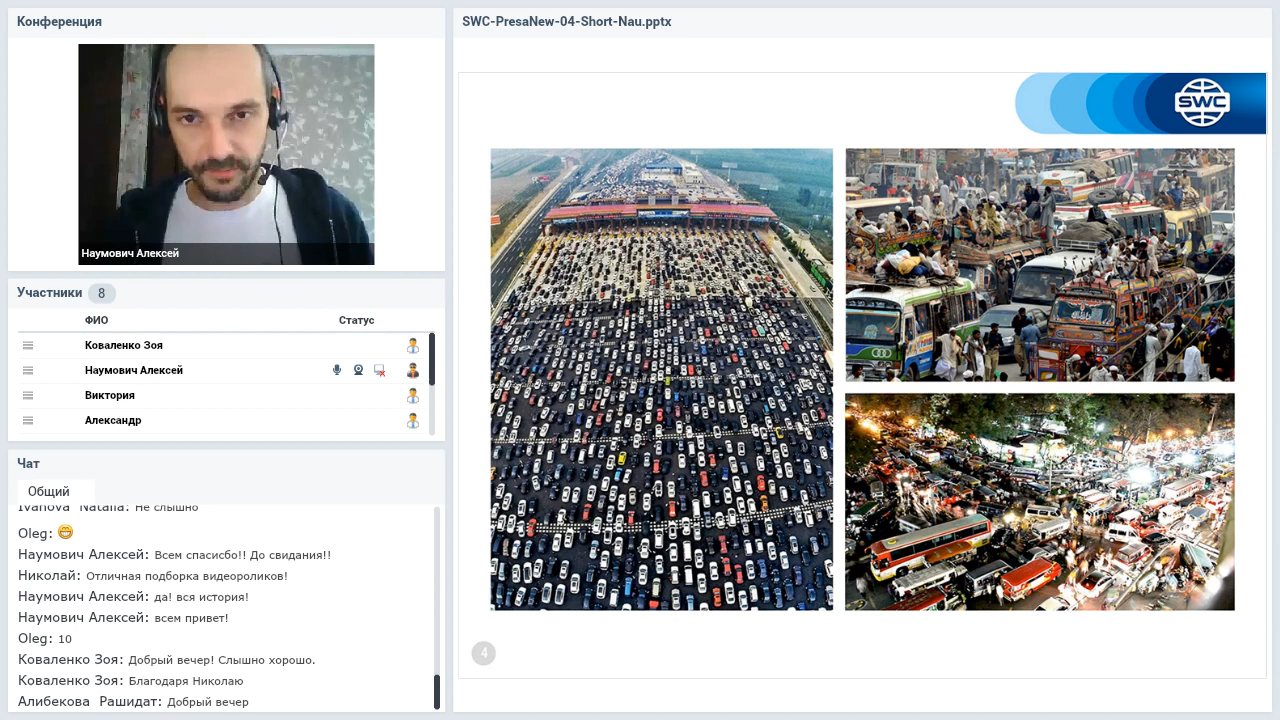 Конференция
Наумович Алексей
Участники 8
ФИО Статус
Коваленко Зоя
Наумович Алексей
Виктория
Александр
Чат
Общий
Ivanova Natalia: Не слышно
Oleg:
Наумович Алексей: Всем спасисбо!! До свидания!!
Николай: Отличная подборка видеороликов!
Наумович Алексей: да! вся история!
Наумович Алексей: всем привет!
Oleg: 10
Коваленко Зоя: Добрый вечер! Слышно хорошо.
Коваленко Зоя: Благодаря Николаю
Алибекова Рашидат: Добрый вечер
SWC-PresaNew-04-Short-Nau.pptx
SWC
4